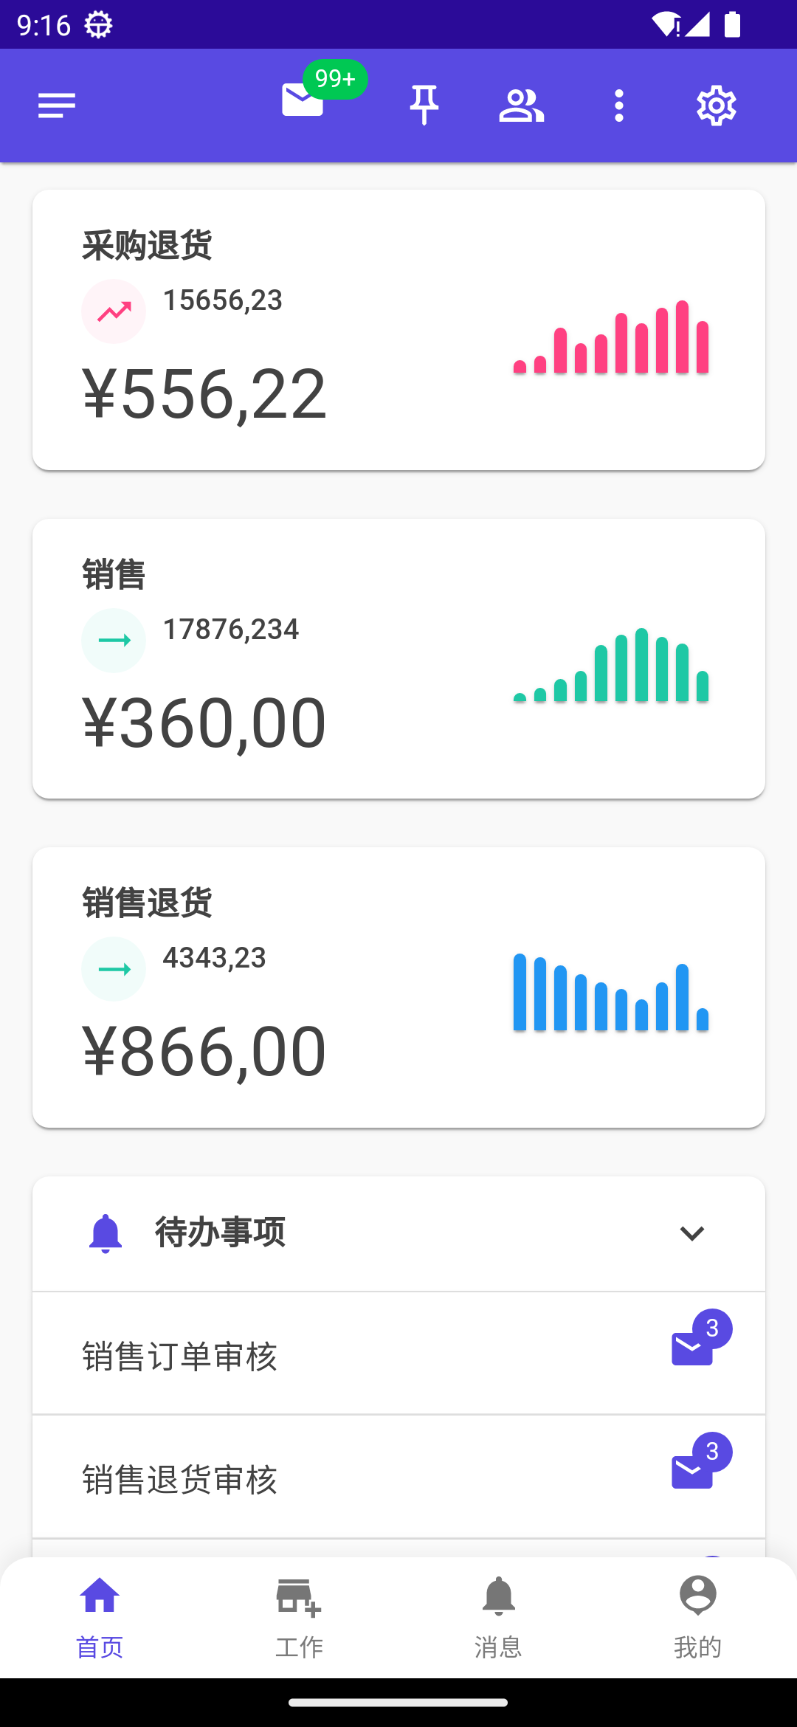 9:16
99+
采购退货
15656,23
¥556,22
销售
17876,234
¥360,00
销售退货
4343,23
¥866,00
待办事项
销售订单审核
3
销售退货审核
3
首页
工作
消息
我的